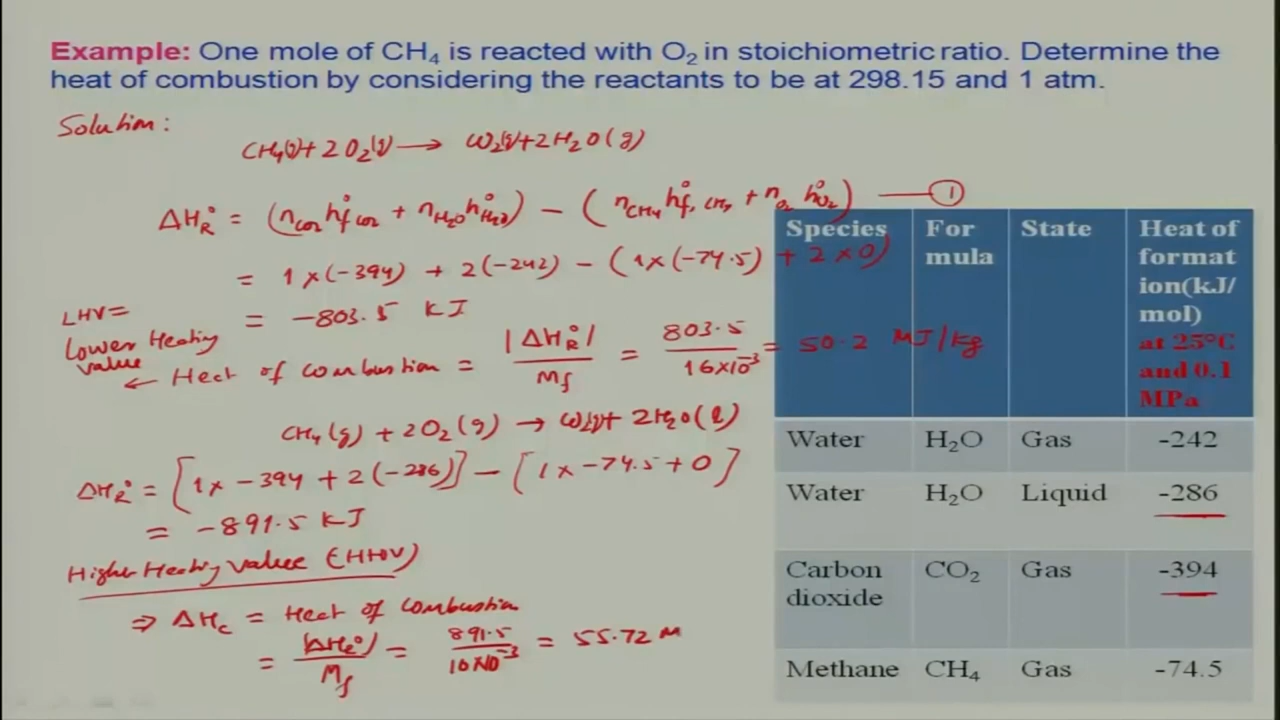 Example: One mole of CH₄ is reacted with O₂ in stoichiometric ratio. Determine the
heat of combustion by considering the reactants to be at 298.15 and 1 atm.
Solution:
CH₄(g) + 2O₂(g) → CO₂(g) + 2H₂O(g)
ΔH°R = (nCO₂ h°f CO₂ + nH₂O h°H₂O) − (nCH₄ h°f, CH₄ + nO₂ h°O₂) — ①
= 1×(−394) + 2(−242) − (1×(−74.5) + 2×0)
= −803.5 KJ
LHV =
Lower Heating
value
← Heat of combustion = |ΔH°R| / Mf = 803.5 / 16×10⁻³ = 50.2 MJ/kg
CH₄(g) + 2O₂(g) → CO₂(g) + 2H₂O(l)
ΔH°R = [1× −394 + 2(−286)] − [1× −74.5 + 0]
= −891.5 KJ
Higher Heating Value (HHV)
⇒ ΔHc = Heat of combustion
= |ΔH°R| / Mf = 891.5 / 16×10⁻³ = 55.72 M
Species For State Heat of
mula format
ion(kJ/
mol)
at 25°C
and 0.1
MPa
Water H₂O Gas -242
Water H₂O Liquid -286
Carbon CO₂ Gas -394
dioxide
Methane CH₄ Gas -74.5